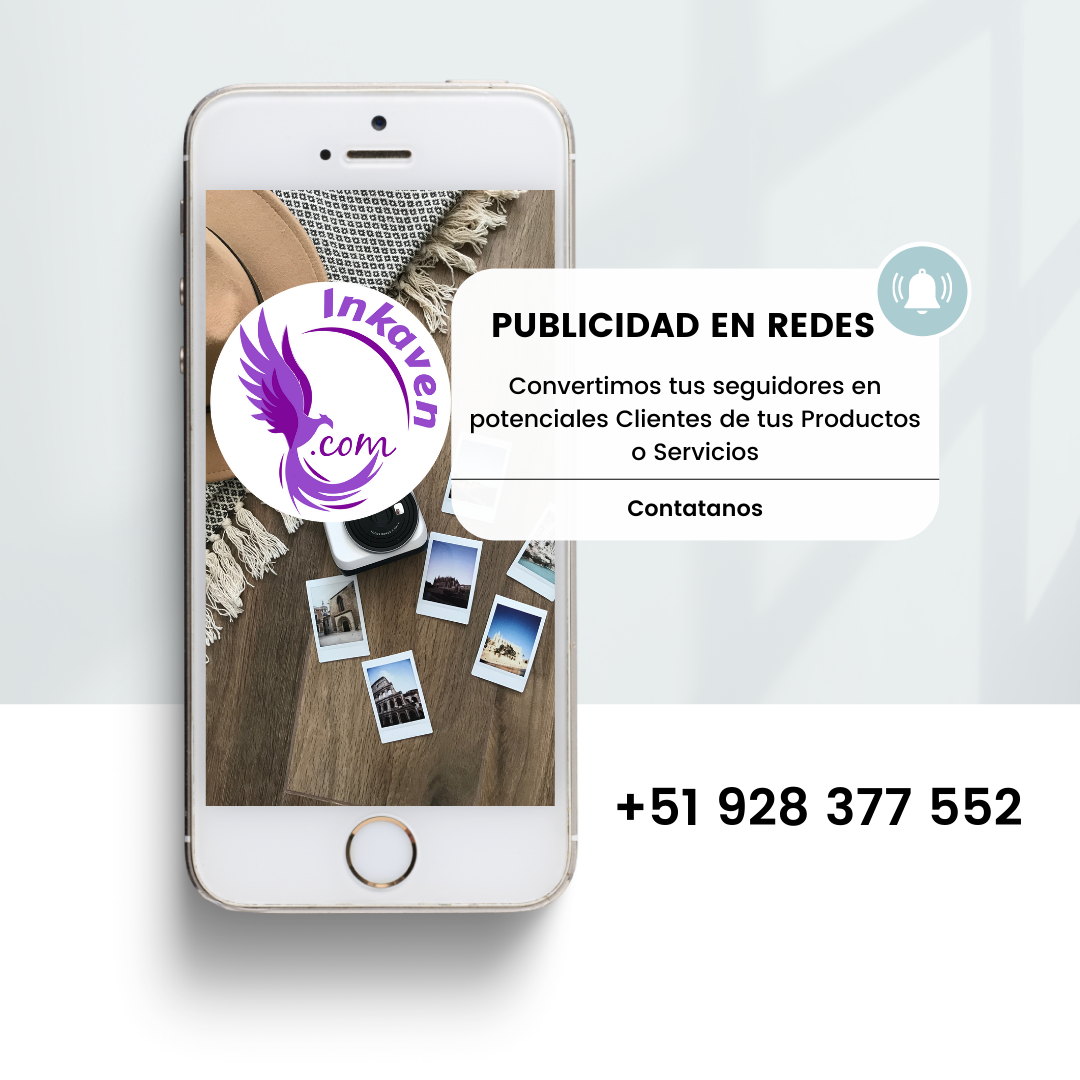 Inkaven
.com
PUBLICIDAD EN REDES
Convertimos tus seguidores en
potenciales Clientes de tus Productos
o Servicios
Contatanos
+51 928 377 552